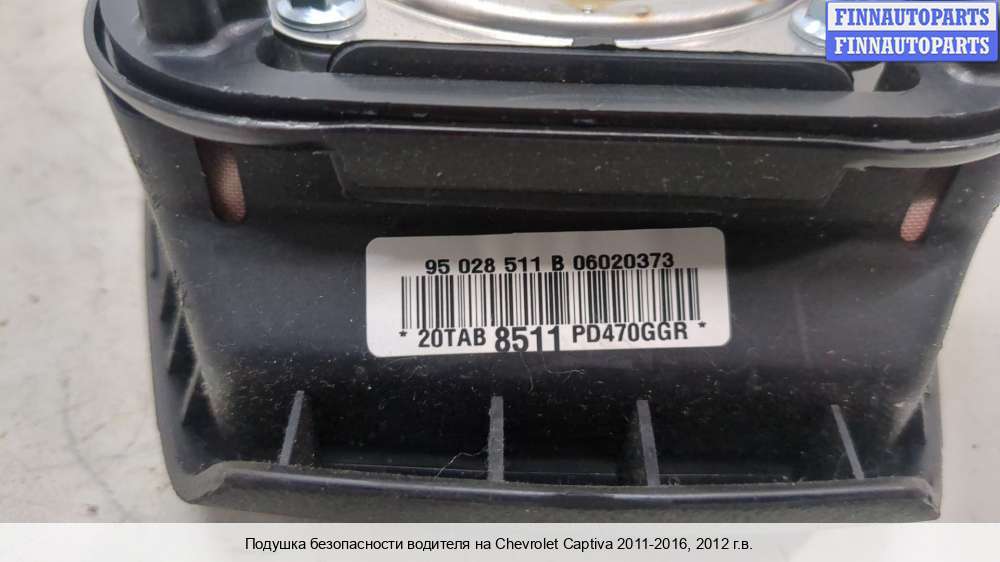 FINNAUTOPARTS
FINNAUTOPARTS
95 028 511 B 06020373
* 20TAB 8511 PD470GGR *
Подушка безопасности водителя на Chevrolet Captiva 2011-2016, 2012 г.в.